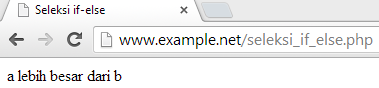 Seleksi if-else
www.example.net/seleksi_if_else.php
a lebih besar dari b